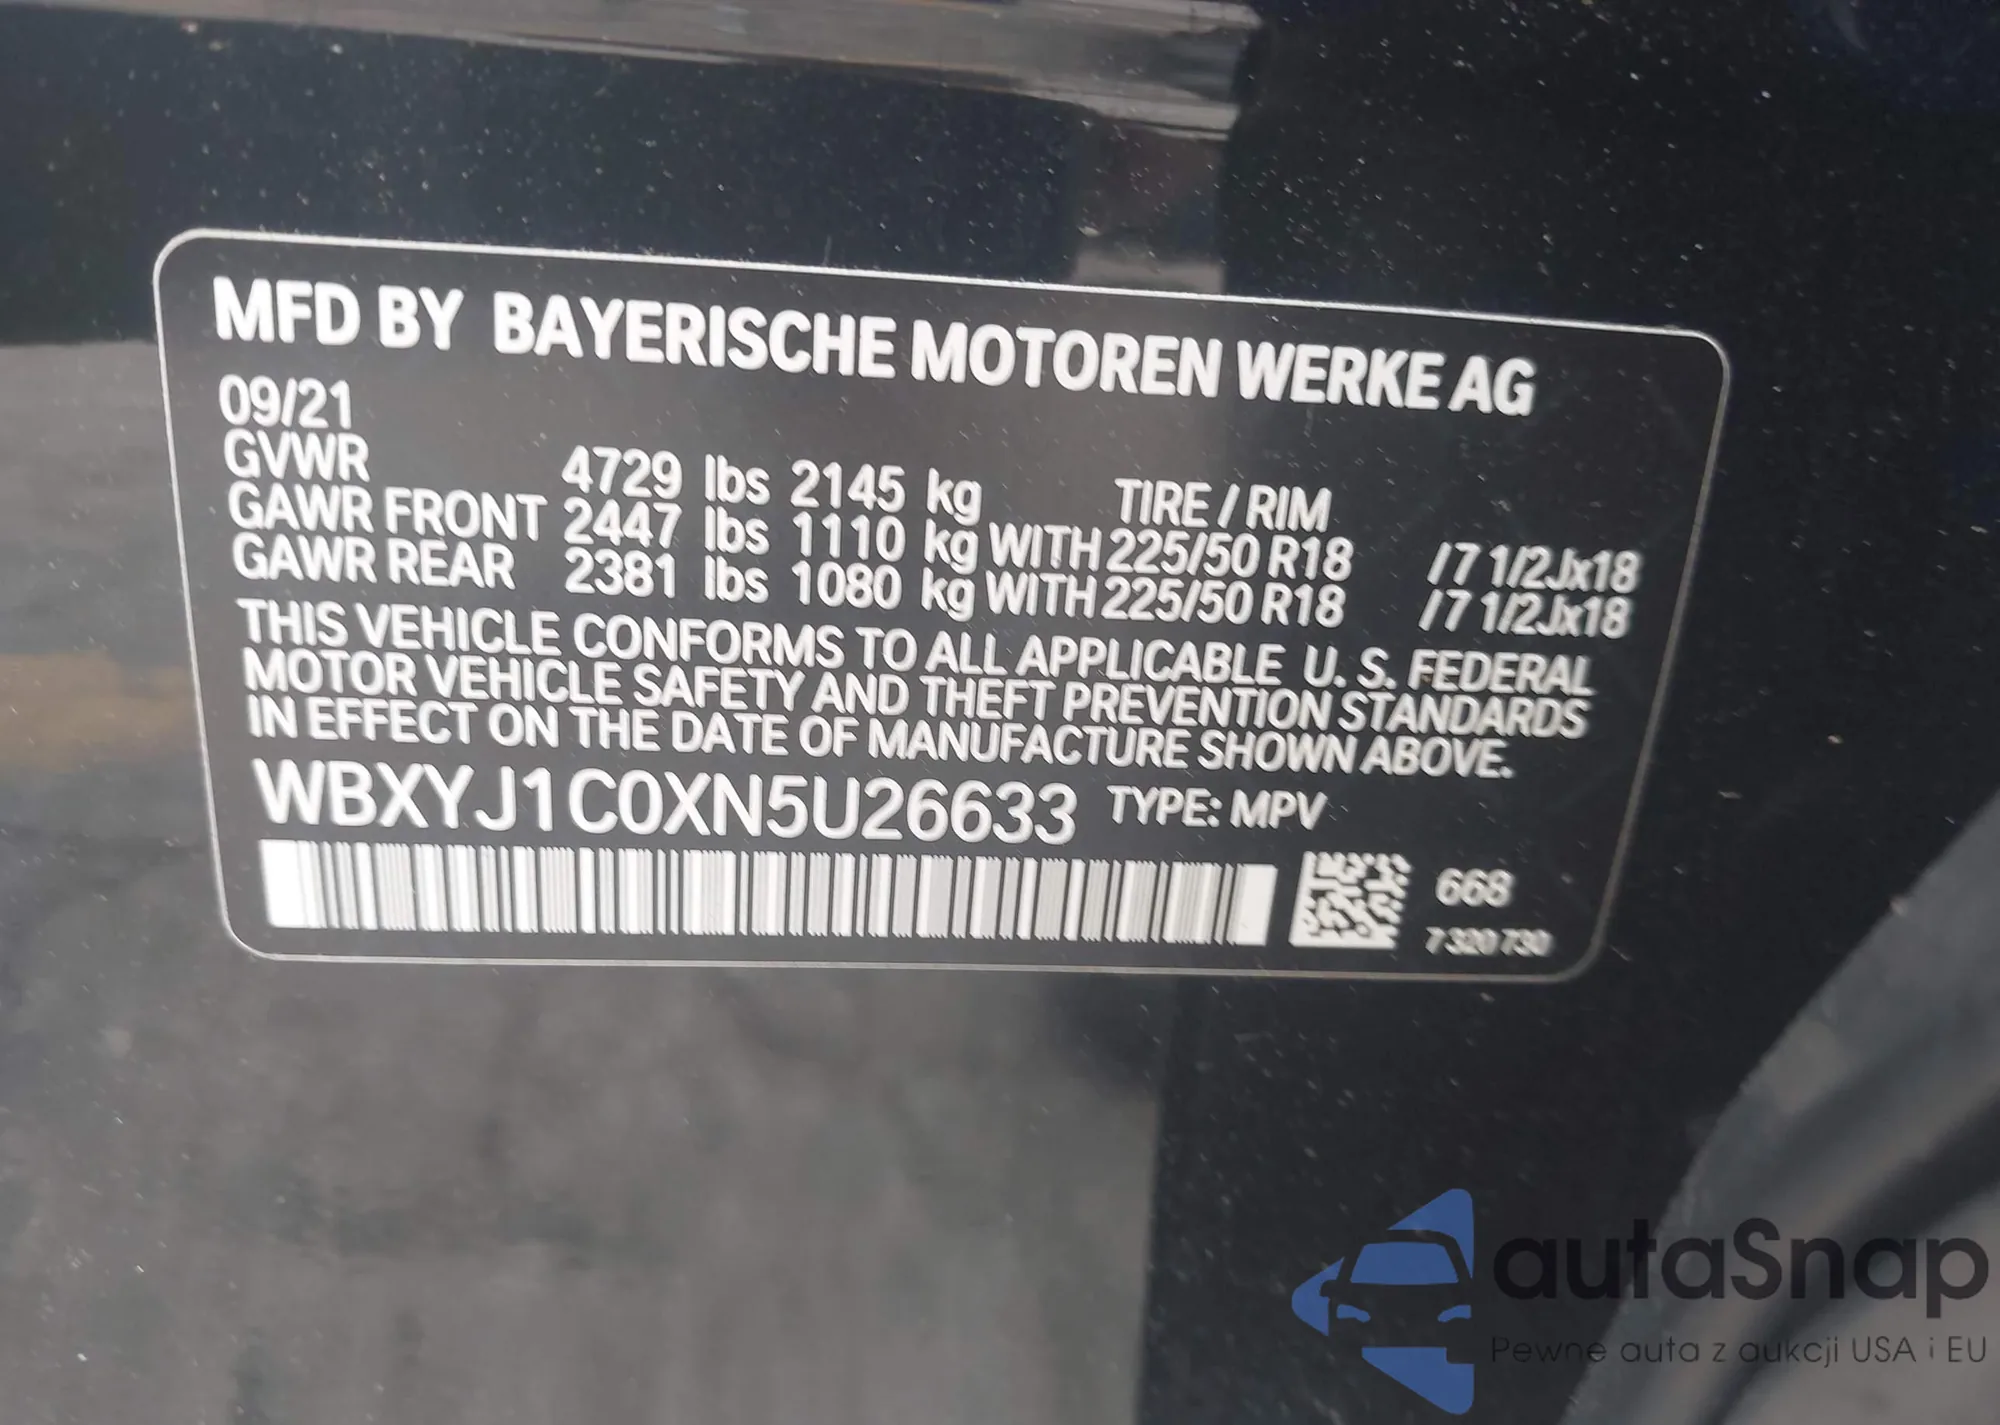 MFD BY BAYERISCHE MOTOREN WERKE AG
09/21
GVWR 4729 lbs 2145 kg TIRE / RIM
GAWR FRONT 2447 lbs 1110 kg WITH 225/50 R18 /7 1/2Jx18
GAWR REAR 2381 lbs 1080 kg WITH 225/50 R18 /7 1/2Jx18
THIS VEHICLE CONFORMS TO ALL APPLICABLE U. S. FEDERAL
MOTOR VEHICLE SAFETY AND THEFT PREVENTION STANDARDS
IN EFFECT ON THE DATE OF MANUFACTURE SHOWN ABOVE.
WBXYJ1C0XN5U26633 TYPE: MPV
668
7 320 730
autaSnap
Pewne auta z aukcji USA i EU